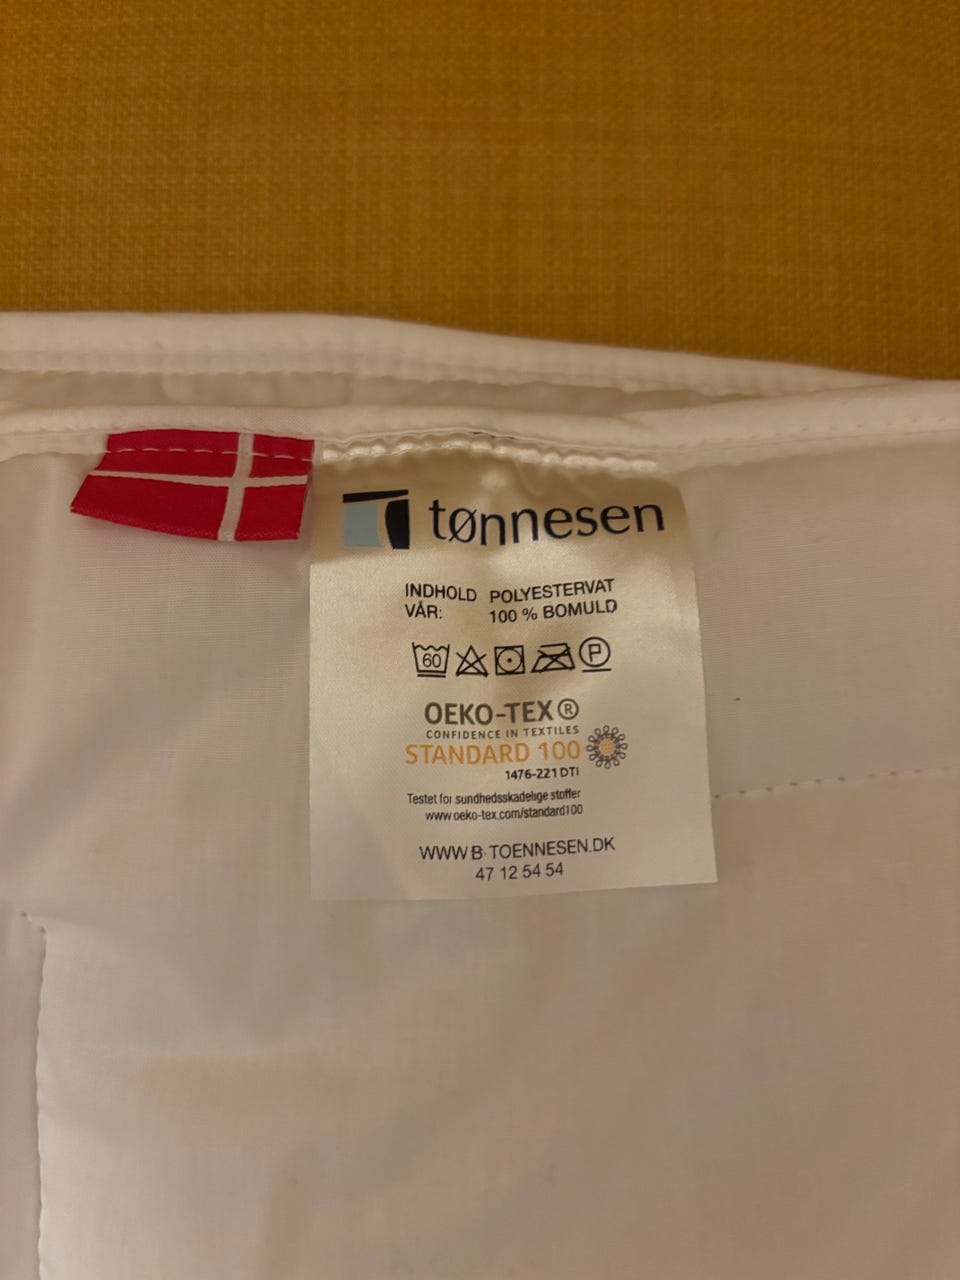 tønnesen
INDHOLD POLYESTERVAT
VÅR: 100 % BOMULD
60 P
OEKO-TEX®
CONFIDENCE IN TEXTILES
STANDARD 100
1476-221 DTI
Testet for sundhedsskadelige stoffer
www.oeko-tex.com/standard100
WWW.B-TOENNESEN.DK
47 12 54 54